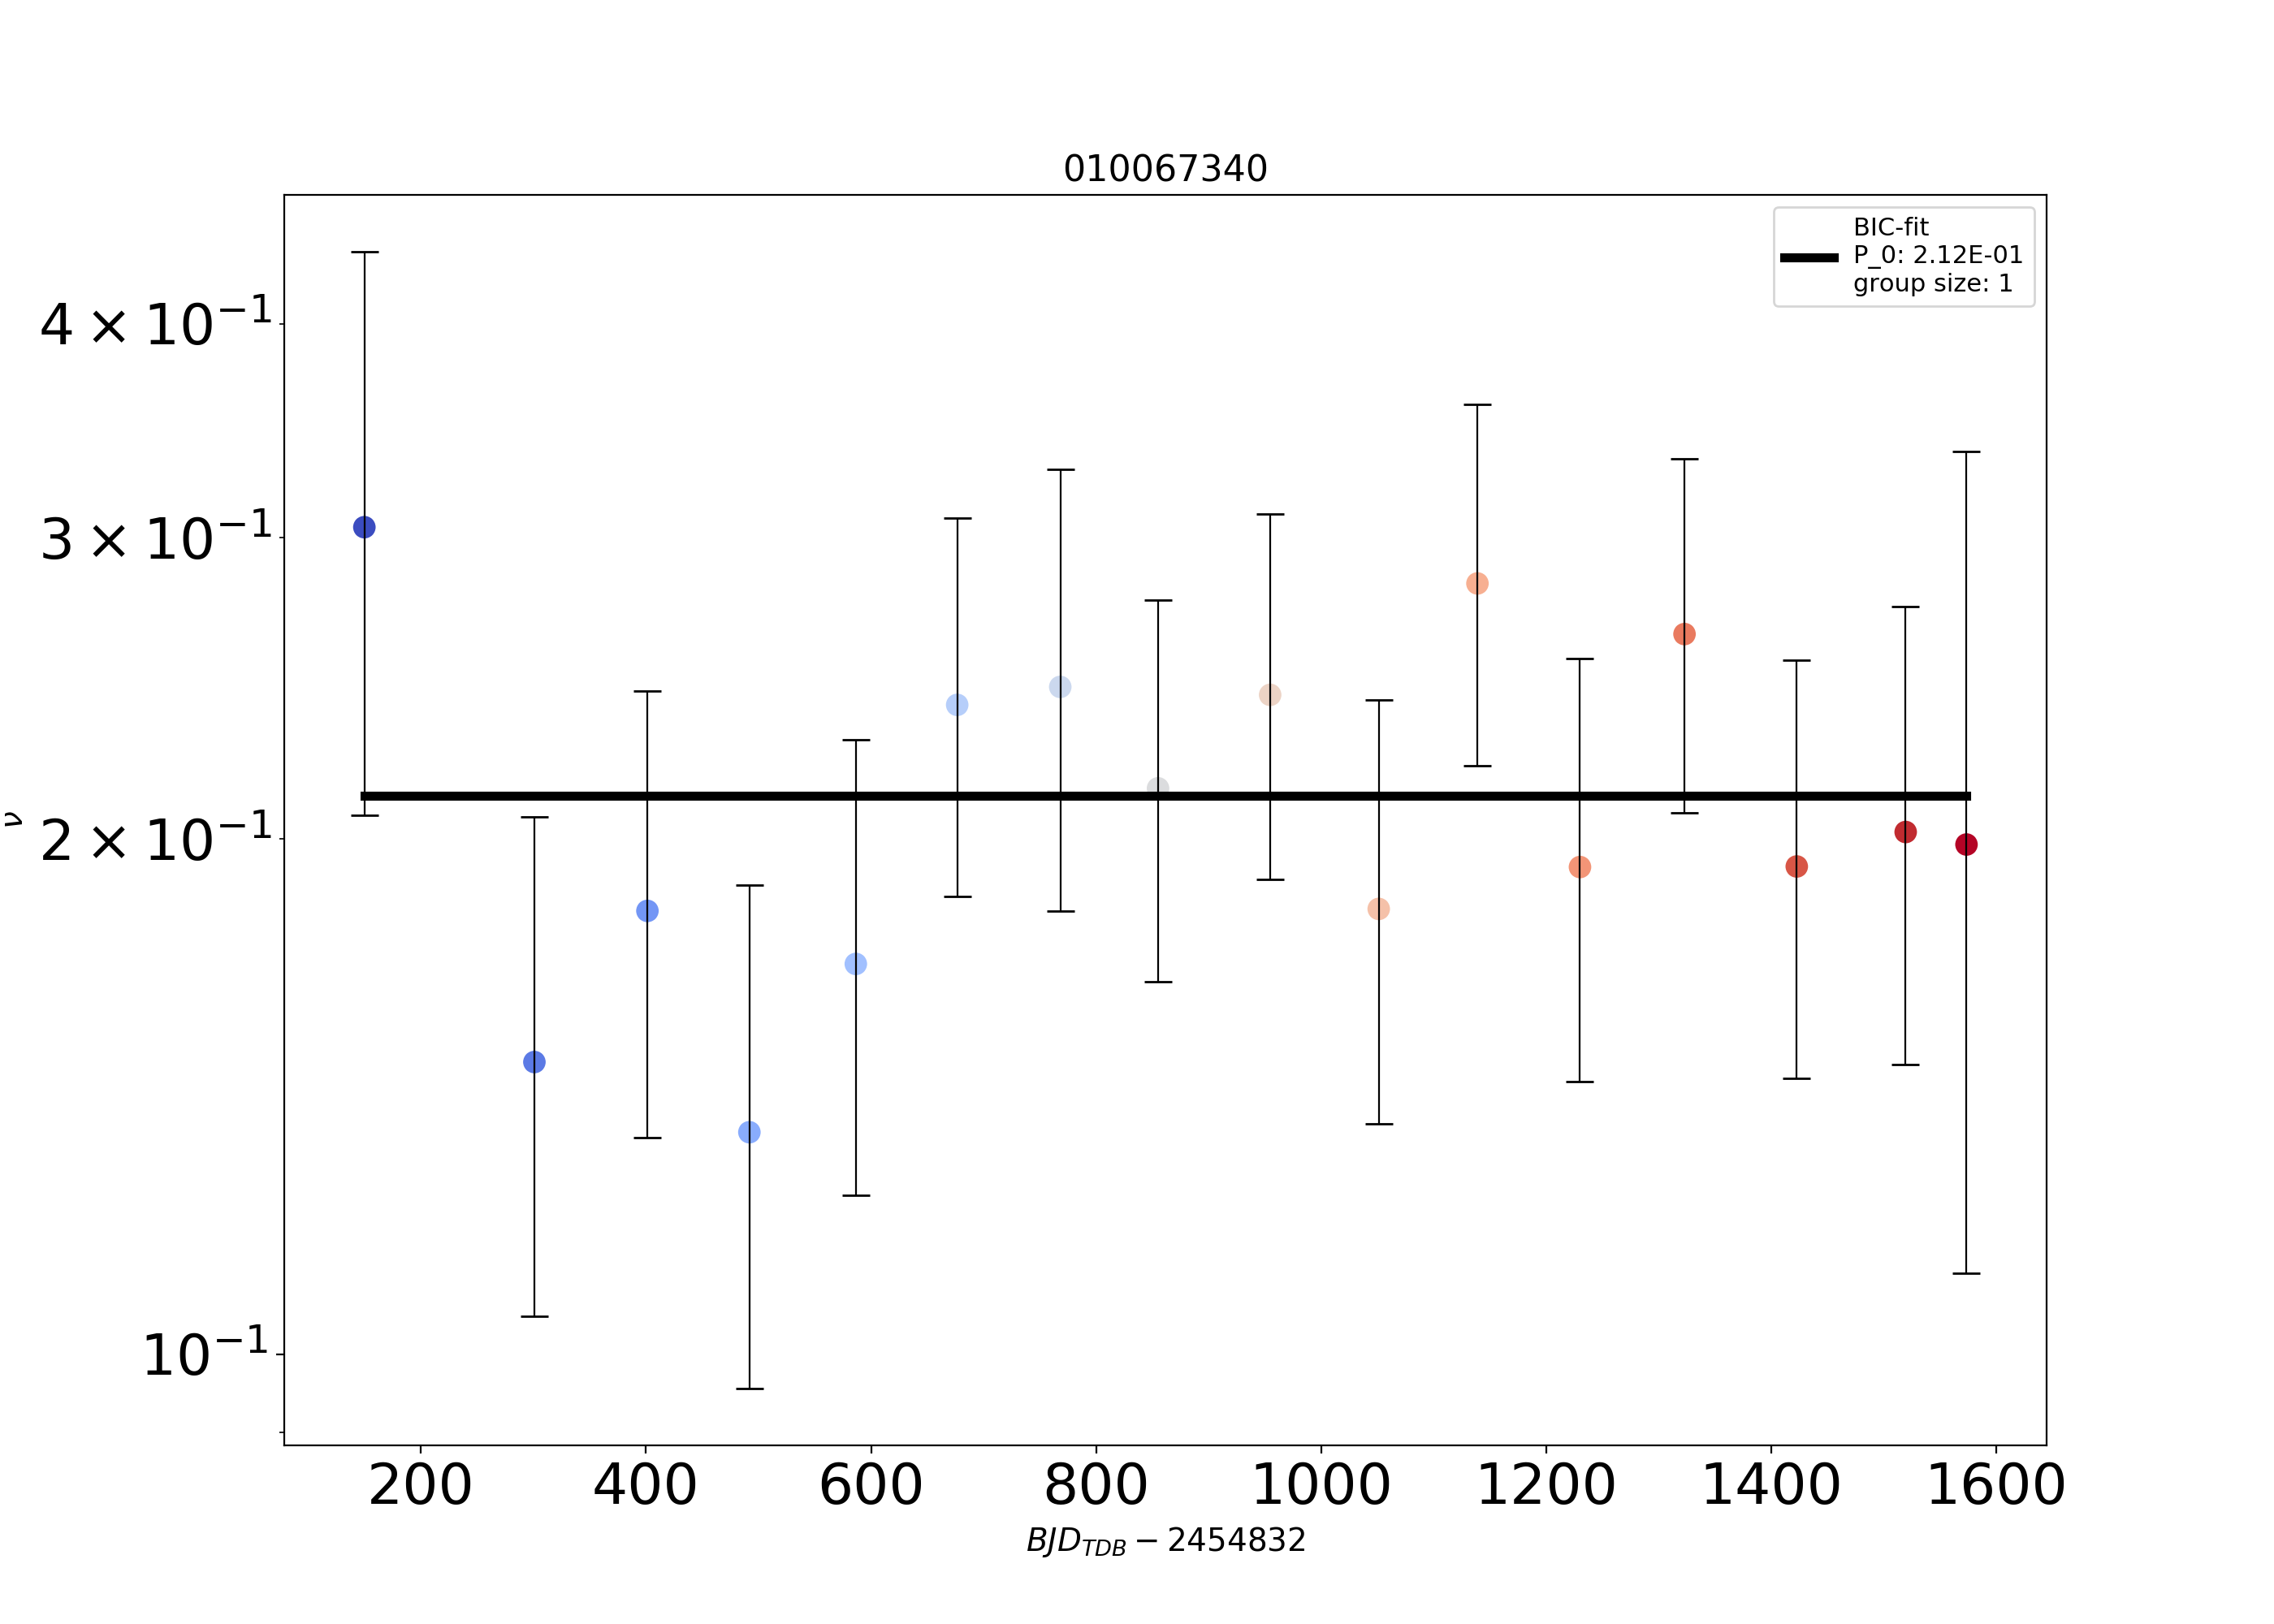 010067340
BIC-fit
P_0: 2.12E-01
group size: 1
4 × 10⁻¹
3 × 10⁻¹
2 × 10⁻¹
10⁻¹
ν
200 400 600 800 1000 1200 1400 1600
BJD_TDB − 2454832